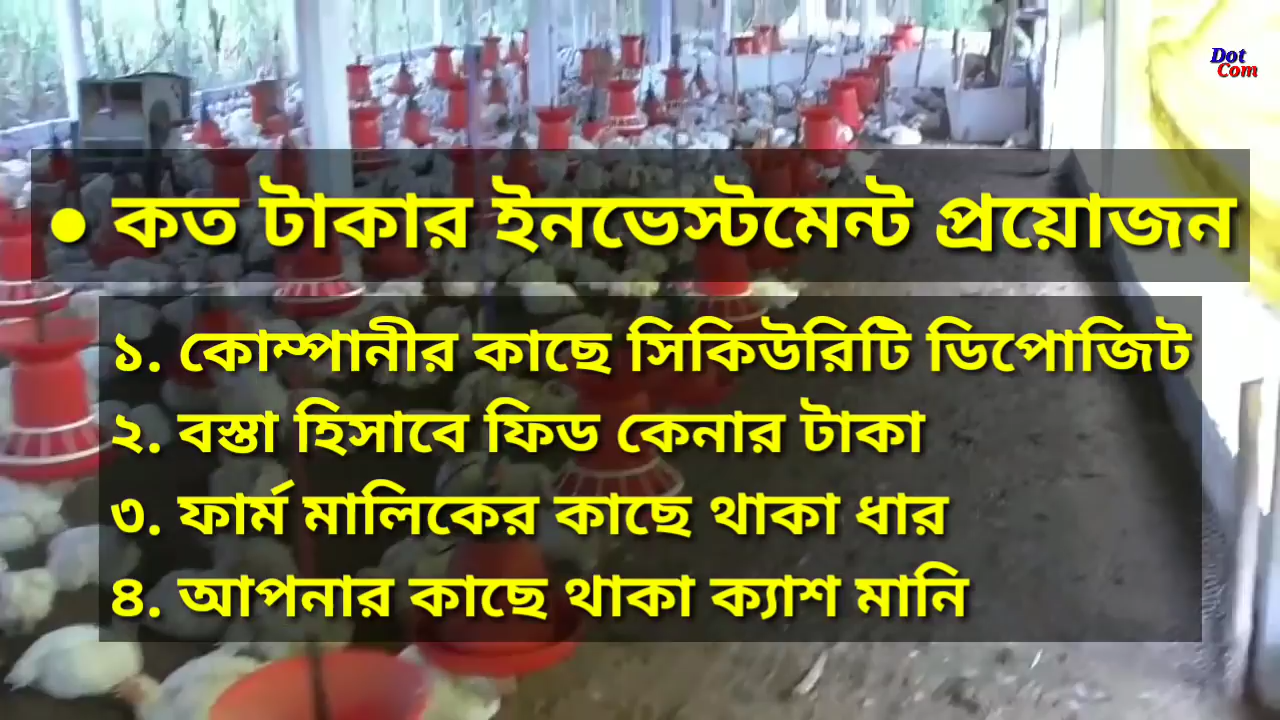 Dot
Com
• কত টাকার ইনভেস্টমেন্ট প্রয়োজন
১. কোম্পানীর কাছে সিকিউরিটি ডিপোজিট
২. বস্তা হিসাবে ফিড কেনার টাকা
৩. ফার্ম মালিকের কাছে থাকা ধার
৪. আপনার কাছে থাকা ক্যাশ মানি